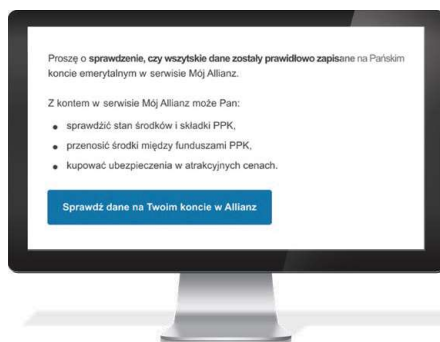 Proszę o sprawdzenie, czy wszytskie dane zostały prawidłowo zapisane na Pańskim
koncie emerytalnym w serwisie Mój Allianz.
Z kontem w serwisie Mój Allianz może Pan:
• sprawdźić stan środków i składki PPK,
• przenosić środki między funduszami PPK,
• kupować ubezpieczenia w atrakcyjnych cenach.
Sprawdź dane na Twoim koncie w Allianz